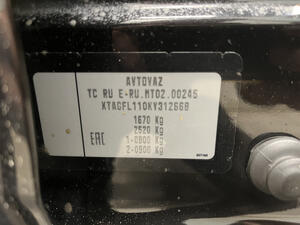 AVTOVAZ
TC RU E-RU.MT02.00245
XTAGFL110KY312668
1670 Kg
2520 Kg
EAC
1-0900 Kg
2-0900 Kg